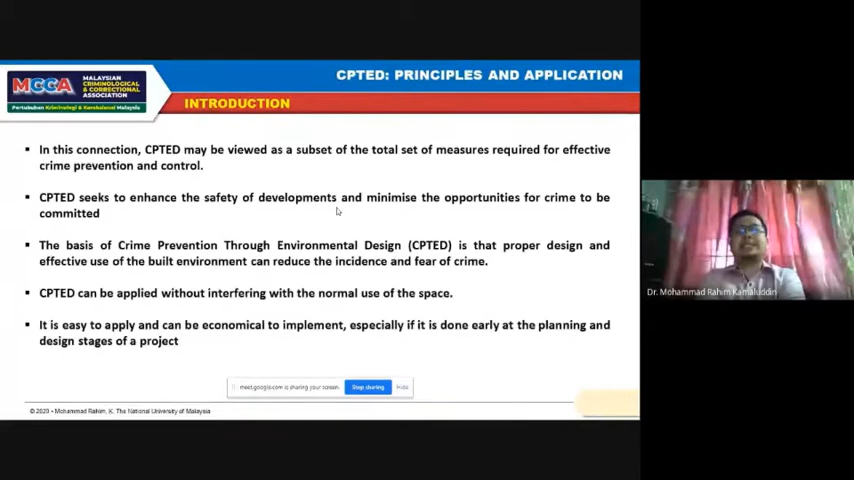 MCCA
MALAYSIAN
CRIMINOLOGICAL
& CORRECTIONAL
ASSOCIATION
Pertubuhan Kriminologi & Koreksional Malaysia
CPTED: PRINCIPLES AND APPLICATION
INTRODUCTION
▪ In this connection, CPTED may be viewed as a subset of the total set of measures required for effective
crime prevention and control.
▪ CPTED seeks to enhance the safety of developments and minimise the opportunities for crime to be
committed
▪ The basis of Crime Prevention Through Environmental Design (CPTED) is that proper design and
effective use of the built environment can reduce the incidence and fear of crime.
▪ CPTED can be applied without interfering with the normal use of the space.
▪ It is easy to apply and can be economical to implement, especially if it is done early at the planning and
design stages of a project
meet.google.com is sharing your screen. Stop sharing Hide
© 2020 • Mohammad Rahim, K. The National University of Malaysia
Dr. Mohammad Rahim Kamaluddin